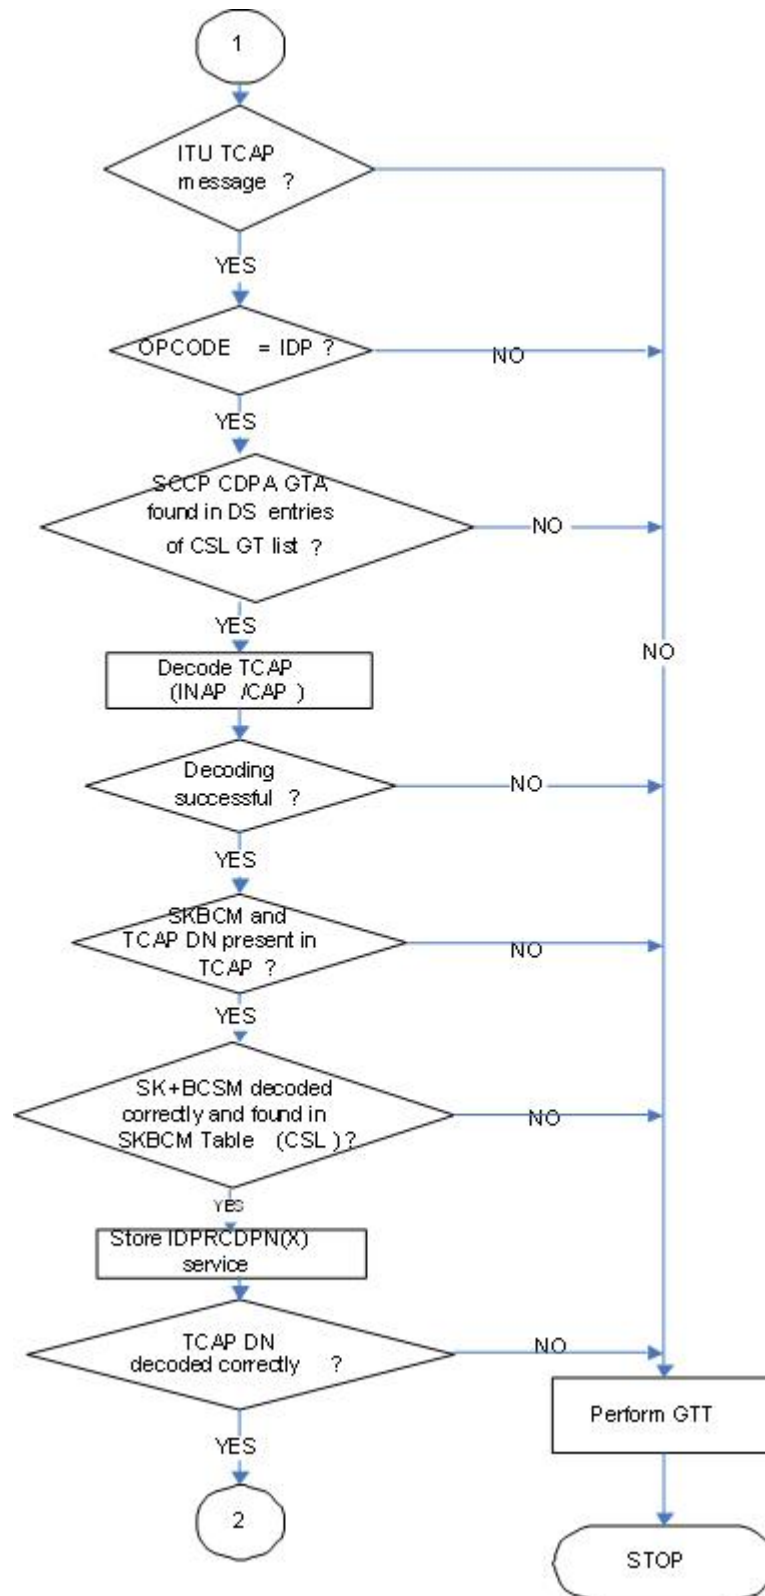 1
ITU TCAP
message ?
YES
OPCODE = IDP ?
NO
YES
SCCP CDPA GTA
found in DS entries
of CSL GT list ?
NO
YES
NO
Decode TCAP
(INAP /CAP )
Decoding
successful ?
NO
YES
SKBCM and
TCAP DN present in
TCAP ?
NO
YES
SK+BCSM decoded
correctly and found in
SKBCM Table (CSL )?
NO
YES
Store IDPRCDPN(X)
service
TCAP DN
decoded correctly ?
NO
YES
Perform GTT
2
STOP